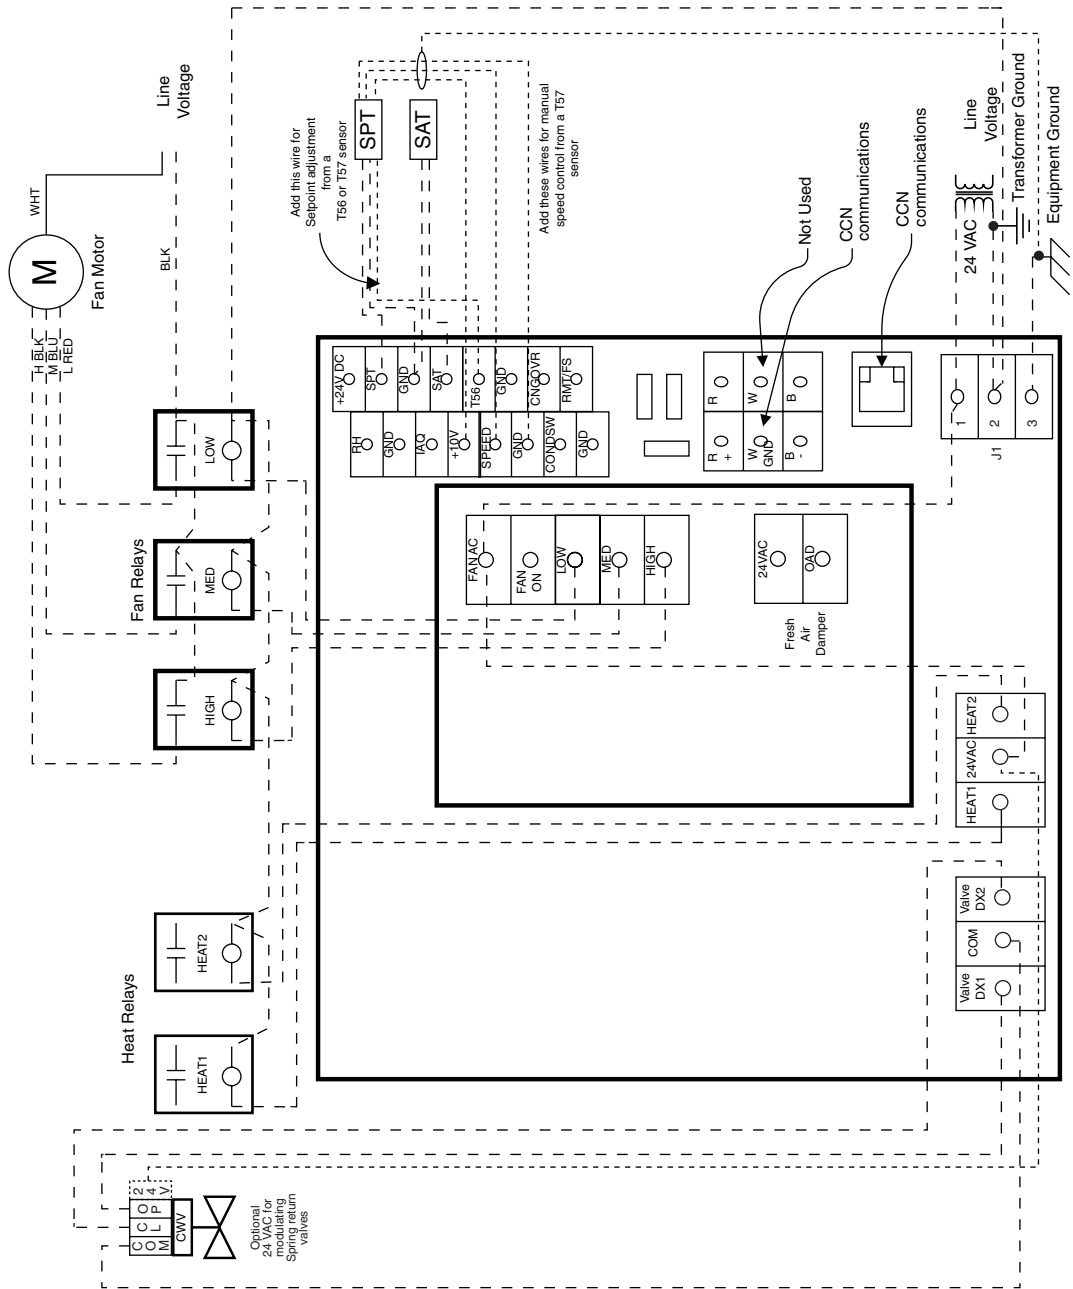 Line
Voltage
WHT
M
Fan Motor
BLK
H BLK
M BLU
L RED
Add this wire for
Setpoint adjustment
from a
T56 or T57 sensor
SPT
SAT
Add these wires for manual
speed control from a T57
sensor
Not Used
CCN
communications
CCN
communications
Line
Voltage
24 VAC
Transformer Ground
Equipment Ground
LOW
Fan Relays
MED
HIGH
+24V DC
SPT
GND
SAT
T56
GND
CNGOVR
RMT/FS
RH
GND
IAQ
+10V
SPEED
GND
CONDSW
GND
R
W
B
R
+
W
GND
B
-
1
2
3
J1
FAN AC
FAN
ON
LOW
MED
HIGH
24VAC
OAD
Fresh
Air
Damper
HEAT2
24VAC
HEAT1
Valve
DX2
COM
Valve
DX1
Heat Relays
HEAT2
HEAT1
COM
CL
OP
24V
CWV
Optional
24 VAC for
modulating
Spring return
valves